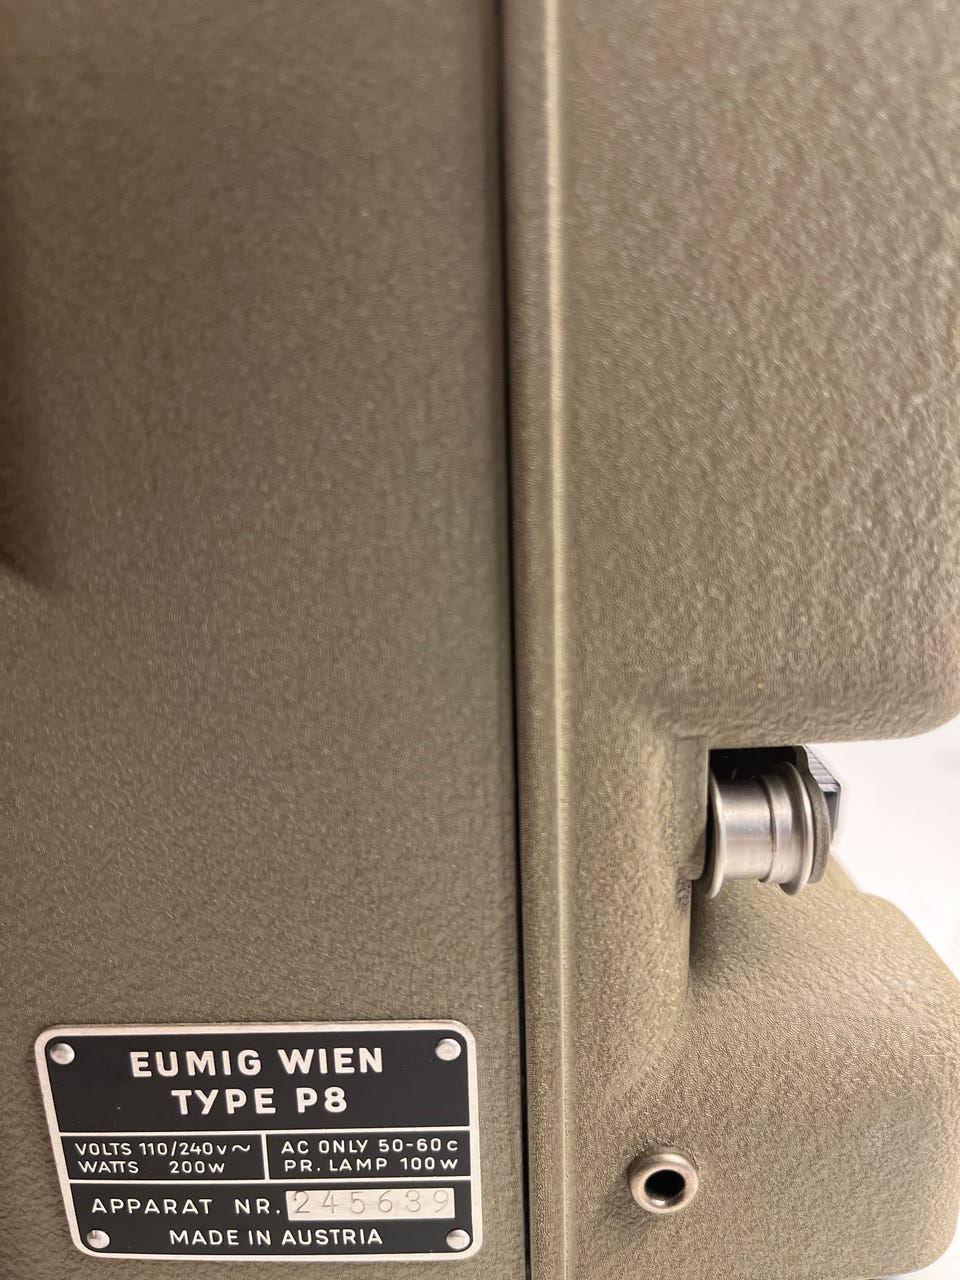 EUMIG WIEN
TYPE P8
VOLTS 110/240v~
WATTS 200W
AC ONLY 50-60c
PR. LAMP 100W
APPARAT NR. 245639
MADE IN AUSTRIA